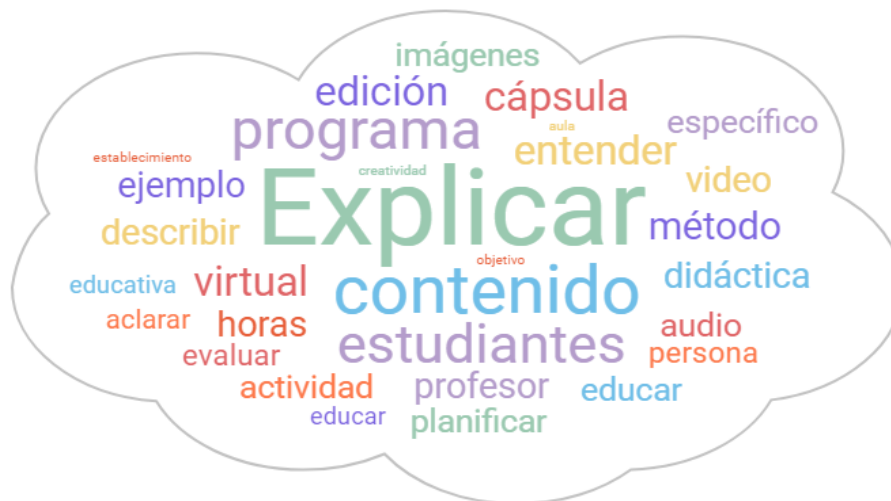 imágenes
edición cápsula
programa aula específico
establecimiento entender
ejemplo creatividad video
describir Explicar método
educativa virtual objetivo didáctica
aclarar horas contenido audio
evaluar estudiantes persona
actividad profesor educar
educar planificar